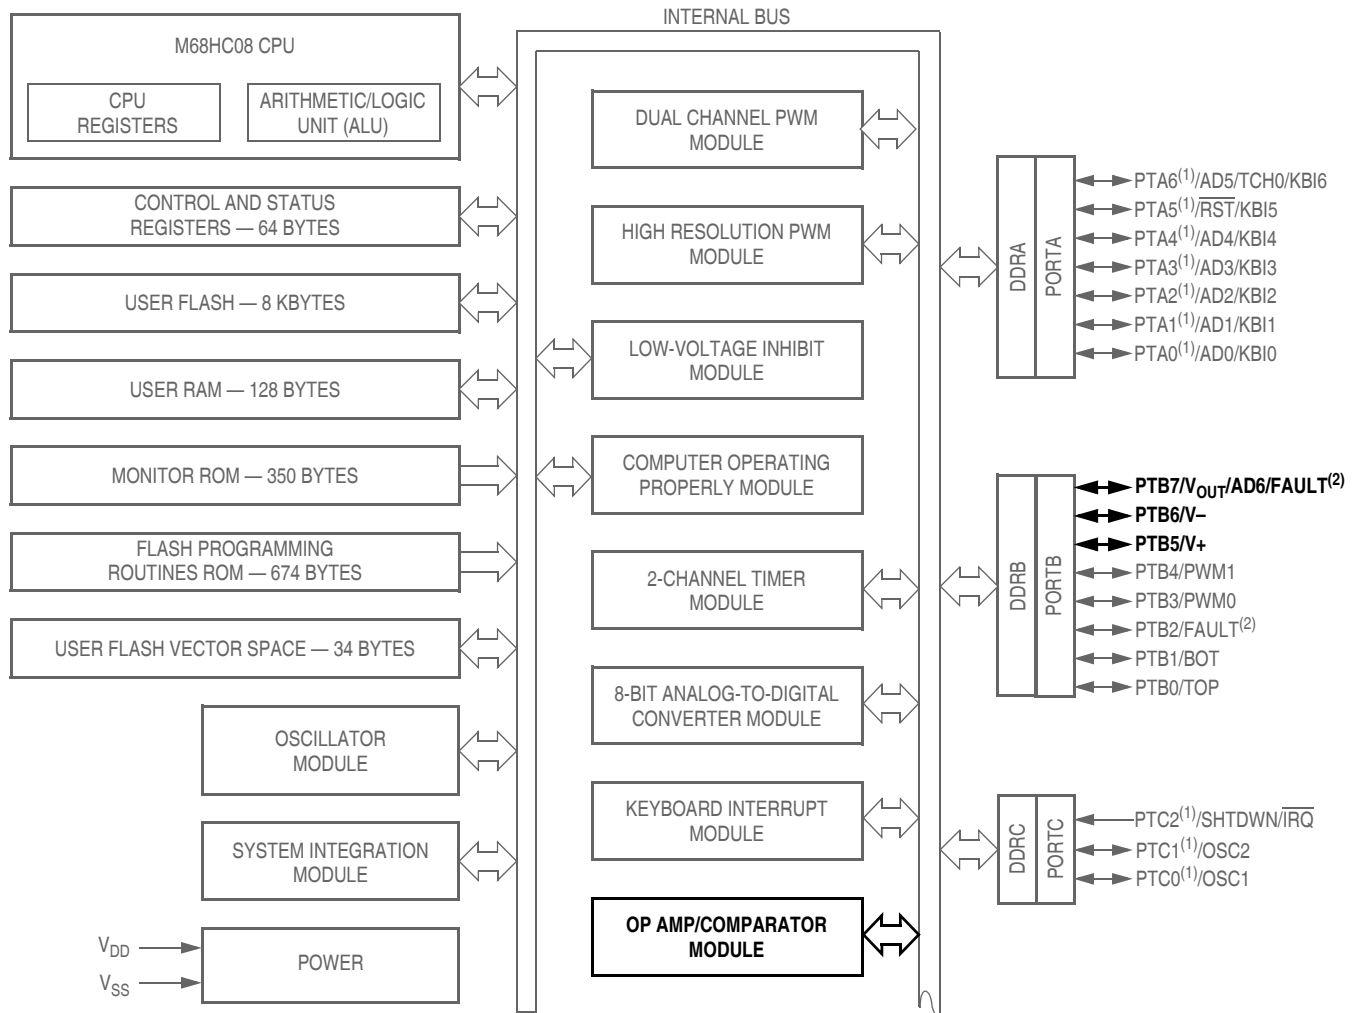 INTERNAL BUS
M68HC08 CPU
CPU
REGISTERS
ARITHMETIC/LOGIC
UNIT (ALU)
CONTROL AND STATUS
REGISTERS — 64 BYTES
USER FLASH — 8 KBYTES
USER RAM — 128 BYTES
MONITOR ROM — 350 BYTES
FLASH PROGRAMMING
ROUTINES ROM — 674 BYTES
USER FLASH VECTOR SPACE — 34 BYTES
OSCILLATOR
MODULE
SYSTEM INTEGRATION
MODULE
VDD
VSS
POWER
DUAL CHANNEL PWM
MODULE
HIGH RESOLUTION PWM
MODULE
LOW-VOLTAGE INHIBIT
MODULE
COMPUTER OPERATING
PROPERLY MODULE
2-CHANNEL TIMER
MODULE
8-BIT ANALOG-TO-DIGITAL
CONVERTER MODULE
KEYBOARD INTERRUPT
MODULE
OP AMP/COMPARATOR
MODULE
DDRA
PORTA
PTA6(1)/AD5/TCH0/KBI6
PTA5(1)/RST/KBI5
PTA4(1)/AD4/KBI4
PTA3(1)/AD3/KBI3
PTA2(1)/AD2/KBI2
PTA1(1)/AD1/KBI1
PTA0(1)/AD0/KBI0
DDRB
PORTB
PTB7/VOUT/AD6/FAULT(2)
PTB6/V–
PTB5/V+
PTB4/PWM1
PTB3/PWM0
PTB2/FAULT(2)
PTB1/BOT
PTB0/TOP
DDRC
PORTC
PTC2(1)/SHTDWN/IRQ
PTC1(1)/OSC2
PTC0(1)/OSC1